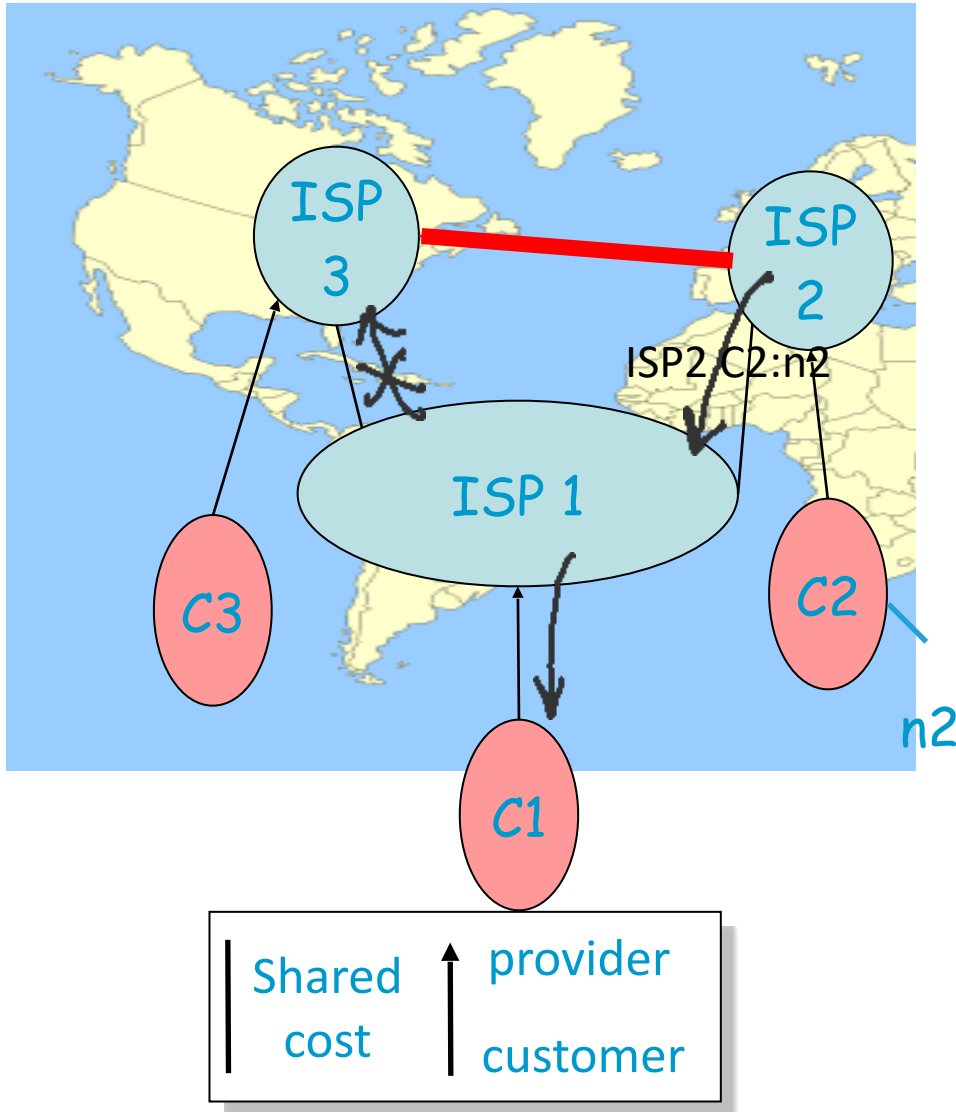 ISP
3
ISP
2
ISP2 C2:n2
ISP 1
C3
C2
n2
C1
Shared
cost
provider
customer